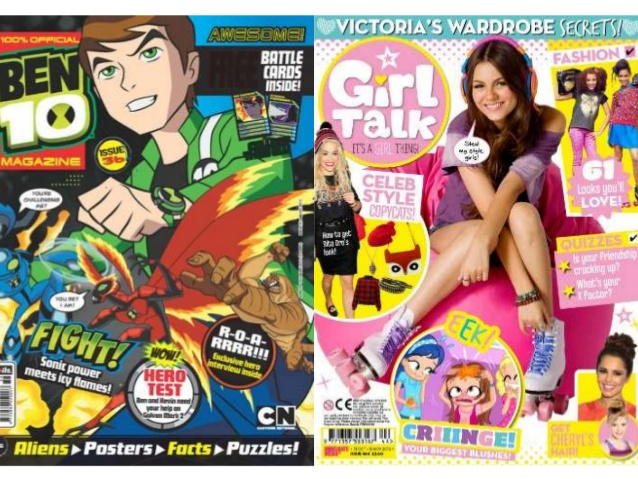 100% OFFICIAL
BEN
10
MAGAZINE
ISSUE
36
AWESOME!
BATTLE
CARDS
INSIDE!
YOU'RE
CHALLENGING
ME?
YOU BET
I AM!
FIGHT!
Sonic power
meets icy flames!
WOW!
HERO
TEST
Ben and Kevin need
your help on
R-O-A-
RRRR!!!
Exclusive hero
interview inside
CN
CARTOON NETWORK
Aliens Posters Facts Puzzles!
VICTORIA'S WARDROBE SECRETS!
Girl
Talk
IT'S A GIRL THING!
Steal
my style,
girls!
FASHION
61
Looks you'll
LOVE!
CELEB
STYLE
COPYCATS!
How to get
Rita Ora's
look!
QUIZZES
Is your friendship
cracking up?
What's your
X Factor?
EEK!
CRIIINGE!
YOUR BIGGEST BLUSHES!
GET
CHERYL'S
HAIR!
CE